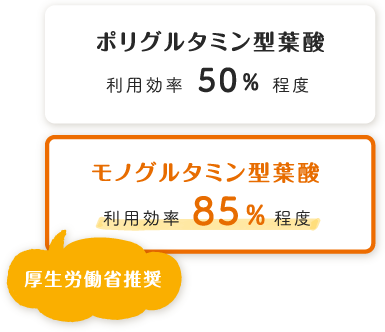 ポリグルタミン型葉酸
利用効率 50% 程度
モノグルタミン型葉酸
利用効率 85% 程度
厚生労働省推奨